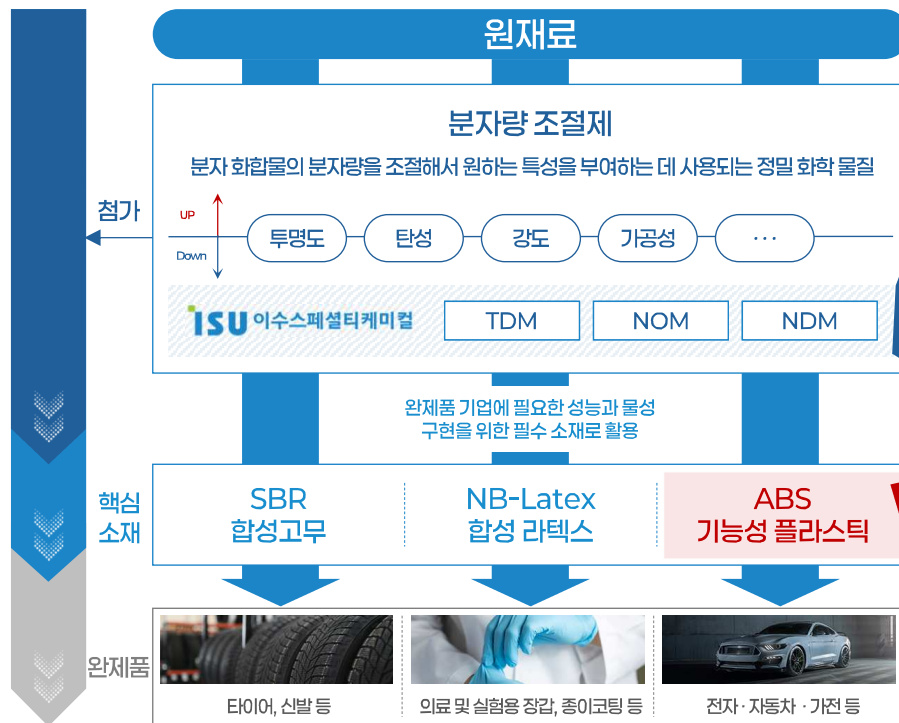 원재료
분자량 조절제
분자 화합물의 분자량을 조절해서 원하는 특성을 부여하는 데 사용되는 정밀 화학 물질
첨가
UP
Down
투명도
탄성
강도
가공성
···
ISU 이수스페셜티케미컬
TDM
NOM
NDM
완제품 기업에 필요한 성능과 물성
구현을 위한 필수 소재로 활용
핵심
소재
SBR
합성고무
NB-Latex
합성 라텍스
ABS
기능성 플라스틱
완제품
타이어, 신발 등
의료 및 실험용 장갑, 종이코팅 등
전자 · 자동차 · 가전 등